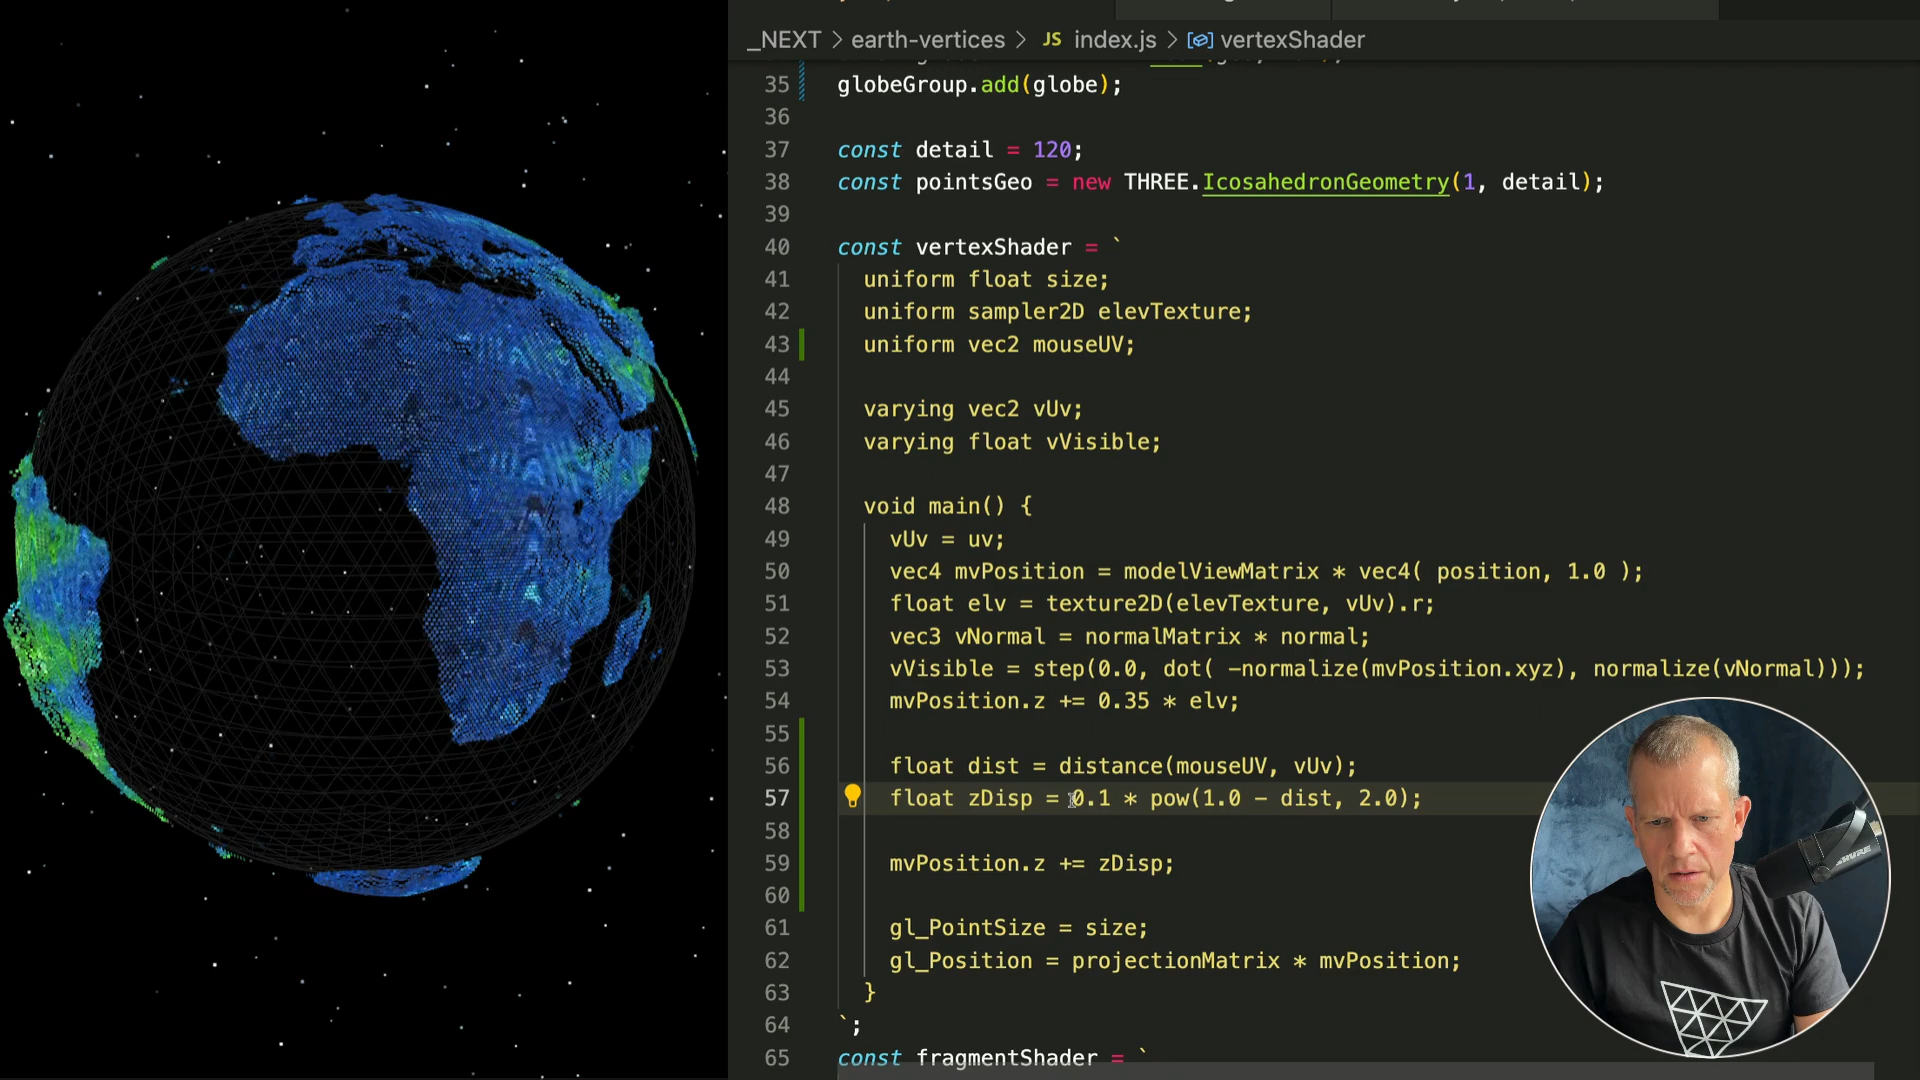 _NEXT > earth-vertices > JS index.js > vertexShader
35 globeGroup.add(globe);
36
37 const detail = 120;
38 const pointsGeo = new THREE.IcosahedronGeometry(1, detail);
39
40 const vertexShader = `
41 uniform float size;
42 uniform sampler2D elevTexture;
43 uniform vec2 mouseUV;
44
45 varying vec2 vUv;
46 varying float vVisible;
47
48 void main() {
49 vUv = uv;
50 vec4 mvPosition = modelViewMatrix * vec4( position, 1.0 );
51 float elv = texture2D(elevTexture, vUv).r;
52 vec3 vNormal = normalMatrix * normal;
53 vVisible = step(0.0, dot( -normalize(mvPosition.xyz), normalize(vNormal)));
54 mvPosition.z += 0.35 * elv;
55
56 float dist = distance(mouseUV, vUv);
57 float zDisp = 0.1 * pow(1.0 - dist, 2.0);
58
59 mvPosition.z += zDisp;
60
61 gl_PointSize = size;
62 gl_Position = projectionMatrix * mvPosition;
63 }
64 `;
65 const fragmentShader = `
SHURE